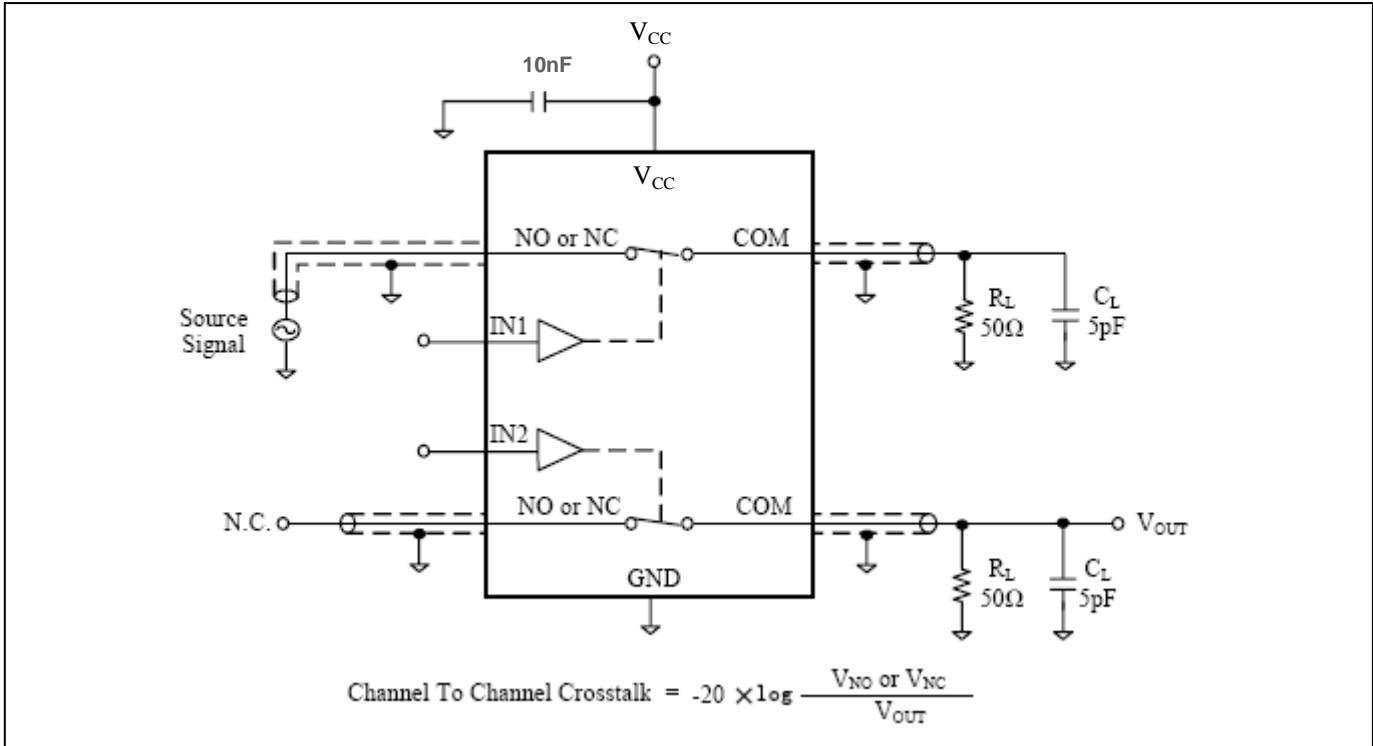 V_CC
10nF
V_CC
NO or NC
COM
Source
Signal
IN1
R_L
50Ω
C_L
5pF
IN2
N.C.
NO or NC
COM
V_OUT
GND
R_L
50Ω
C_L
5pF
Channel To Channel Crosstalk = -20 ×log V_NO or V_NC / V_OUT